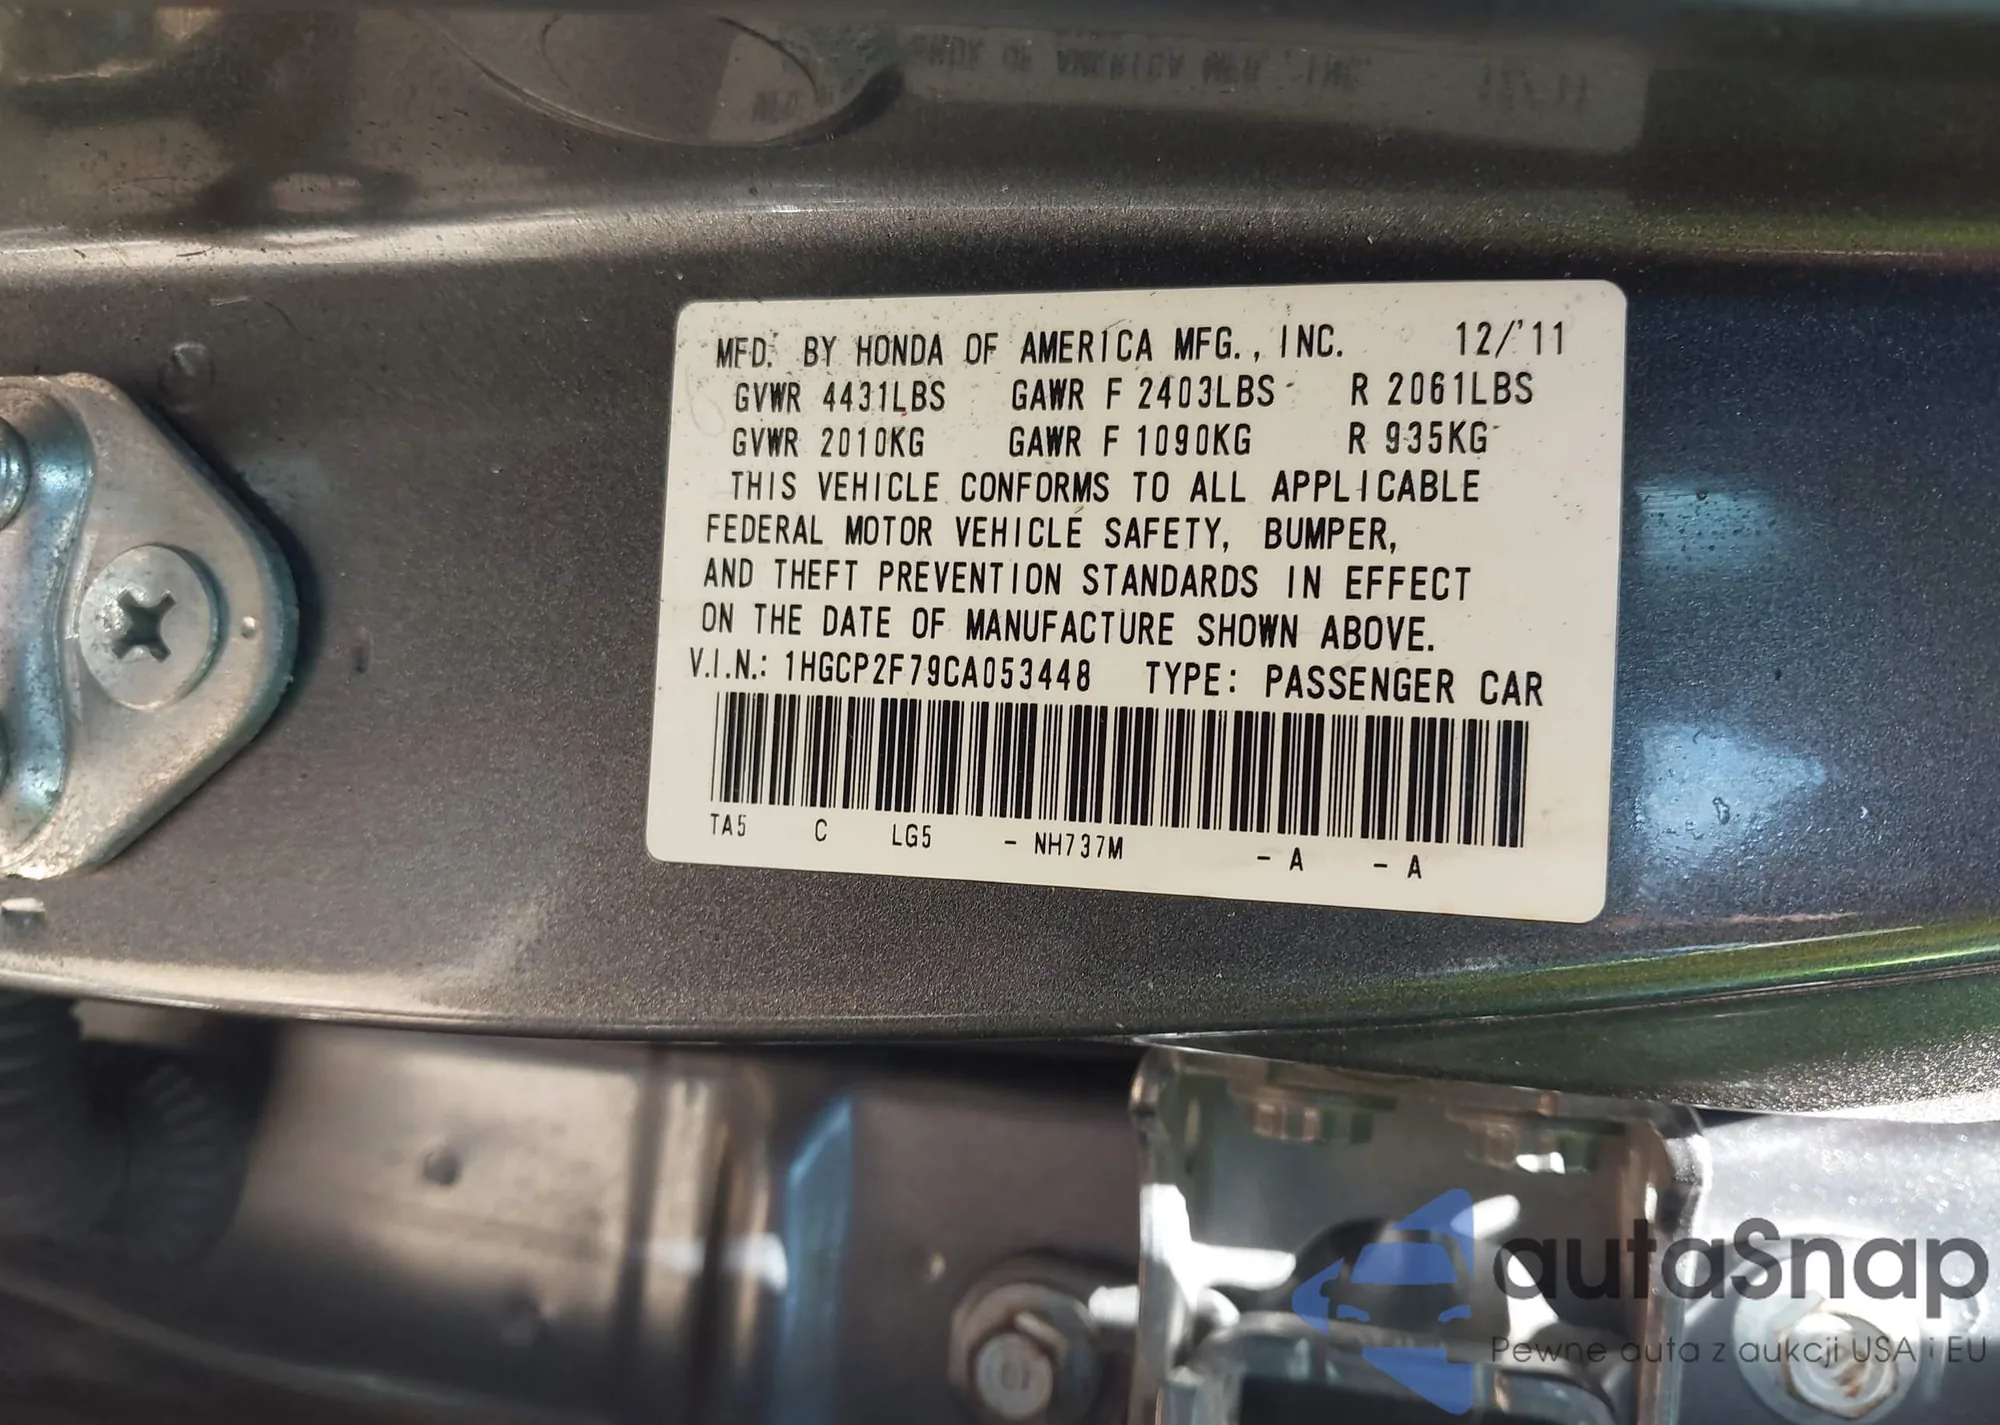 MFD. BY HONDA OF AMERICA MFG., INC. 12/'11
GVWR 4431LBS GAWR F 2403LBS R 2061LBS
GVWR 2010KG GAWR F 1090KG R 935KG
THIS VEHICLE CONFORMS TO ALL APPLICABLE
FEDERAL MOTOR VEHICLE SAFETY, BUMPER,
AND THEFT PREVENTION STANDARDS IN EFFECT
ON THE DATE OF MANUFACTURE SHOWN ABOVE.
V.I.N.: 1HGCP2F79CA053448 TYPE: PASSENGER CAR
TA5 C LG5 - NH737M - A - A
autaSnap
Pewne auta z aukcji USA i EU